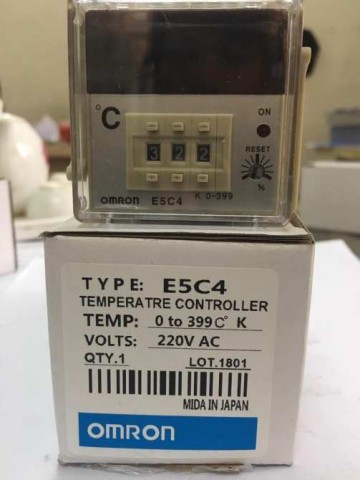 °C
ON
3 2 2
RESET
%
OMRON E5C4 K 0-399
TYPE: E5C4
TEMPERATRE CONTROLLER
TEMP: 0 to 399C° K
VOLTS: 220V AC
QTY.1 LOT.1801
MIDA IN JAPAN
OMRON